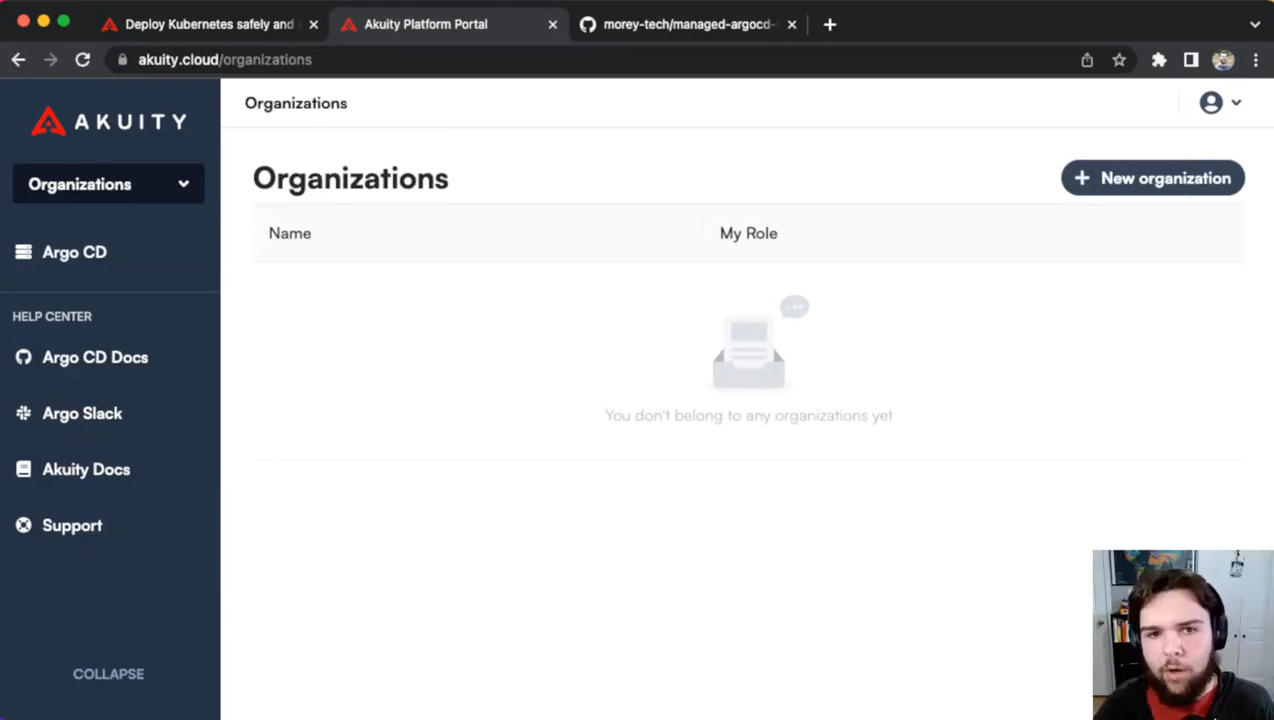 Deploy Kubernetes safely and
Akuity Platform Portal
morey-tech/managed-argocd-
akuity.cloud/organizations
AKUITY
Organizations
Organizations
Organizations
New organization
Name
My Role
You don't belong to any organizations yet
Argo CD
HELP CENTER
Argo CD Docs
Argo Slack
Akuity Docs
Support
COLLAPSE